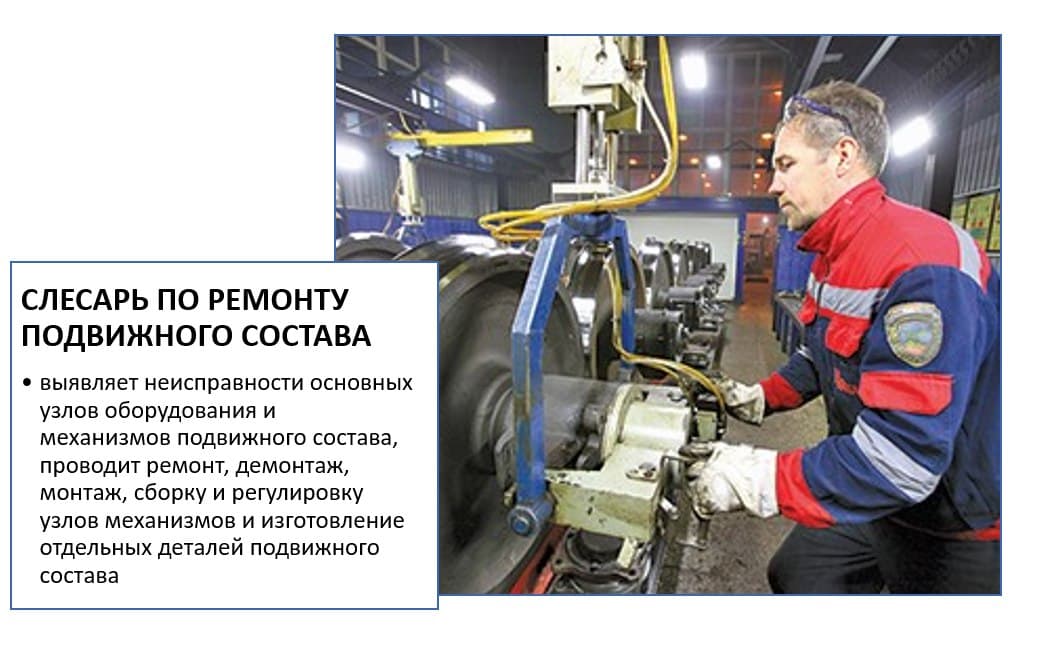 СЛЕСАРЬ ПО РЕМОНТУ
ПОДВИЖНОГО СОСТАВА
• выявляет неисправности основных
узлов оборудования и
механизмов подвижного состава,
проводит ремонт, демонтаж,
монтаж, сборку и регулировку
узлов механизмов и изготовление
отдельных деталей подвижного
состава